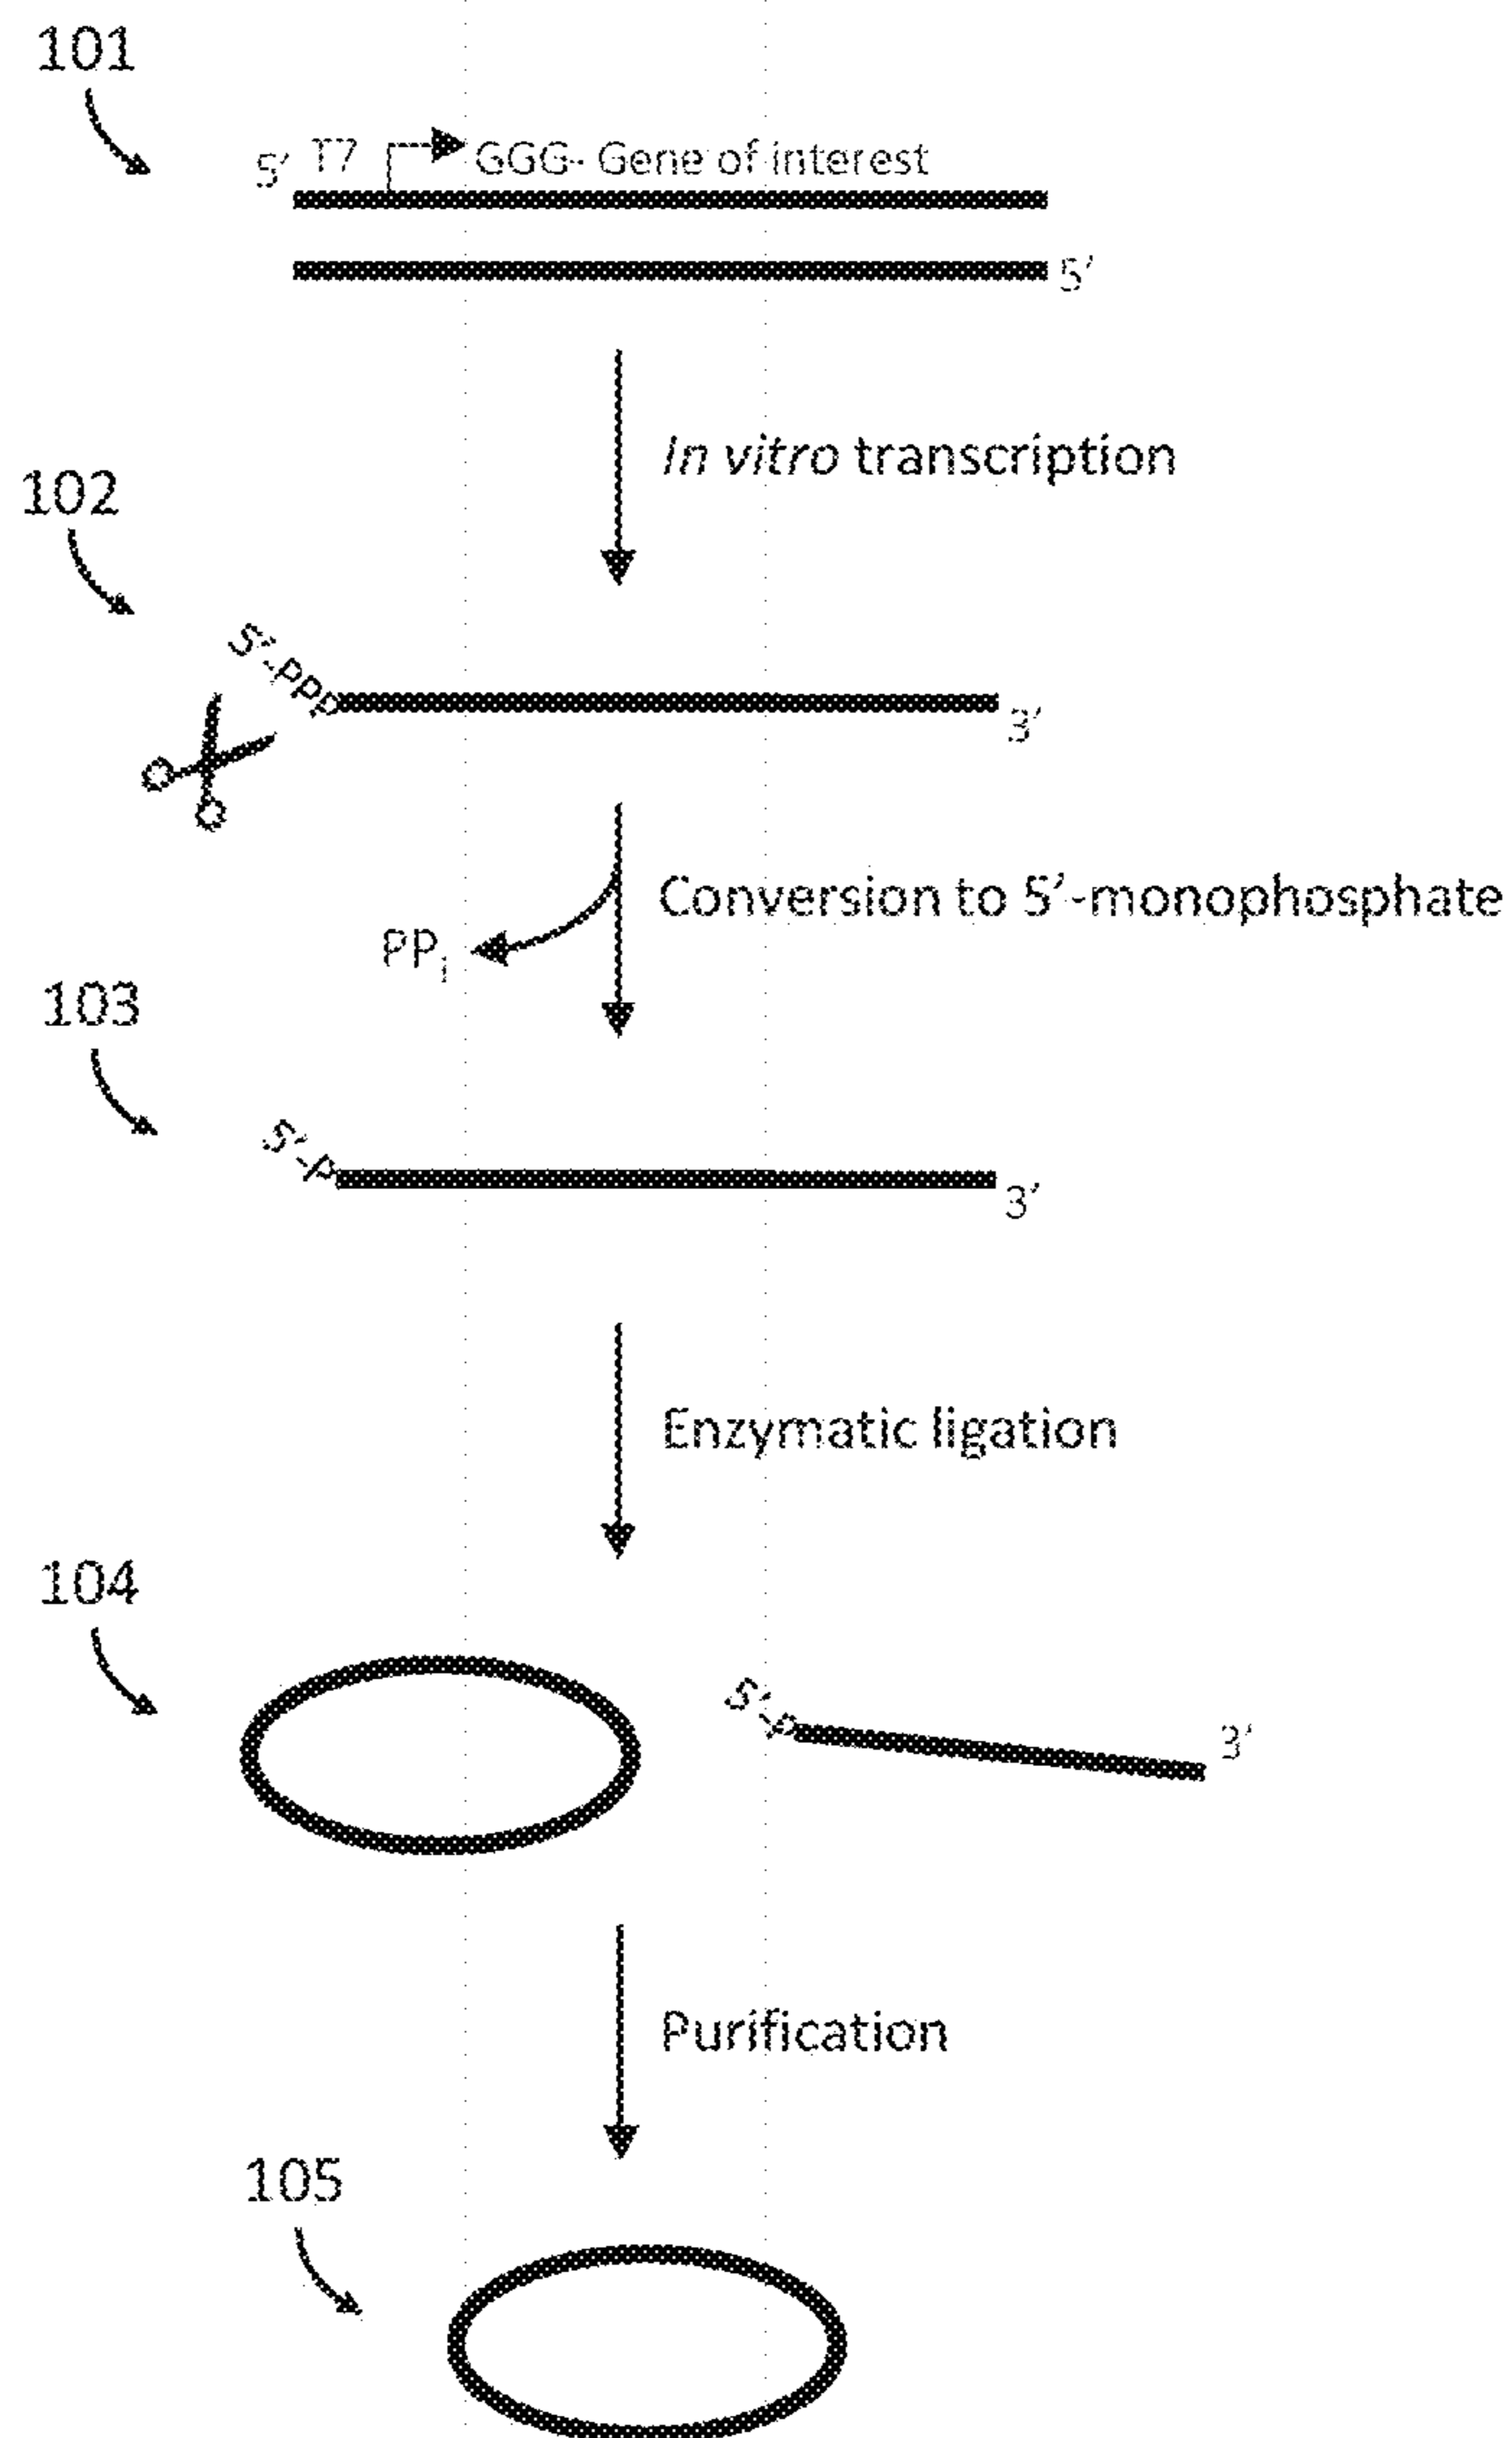 101
5' T7 GGG- Gene of interest
5'
In vitro transcription
102
5'-PPP
3'
Conversion to 5'-monophosphate
PPi
103
5'-P
3'
Enzymatic ligation
104
5'-P
3'
Purification
105